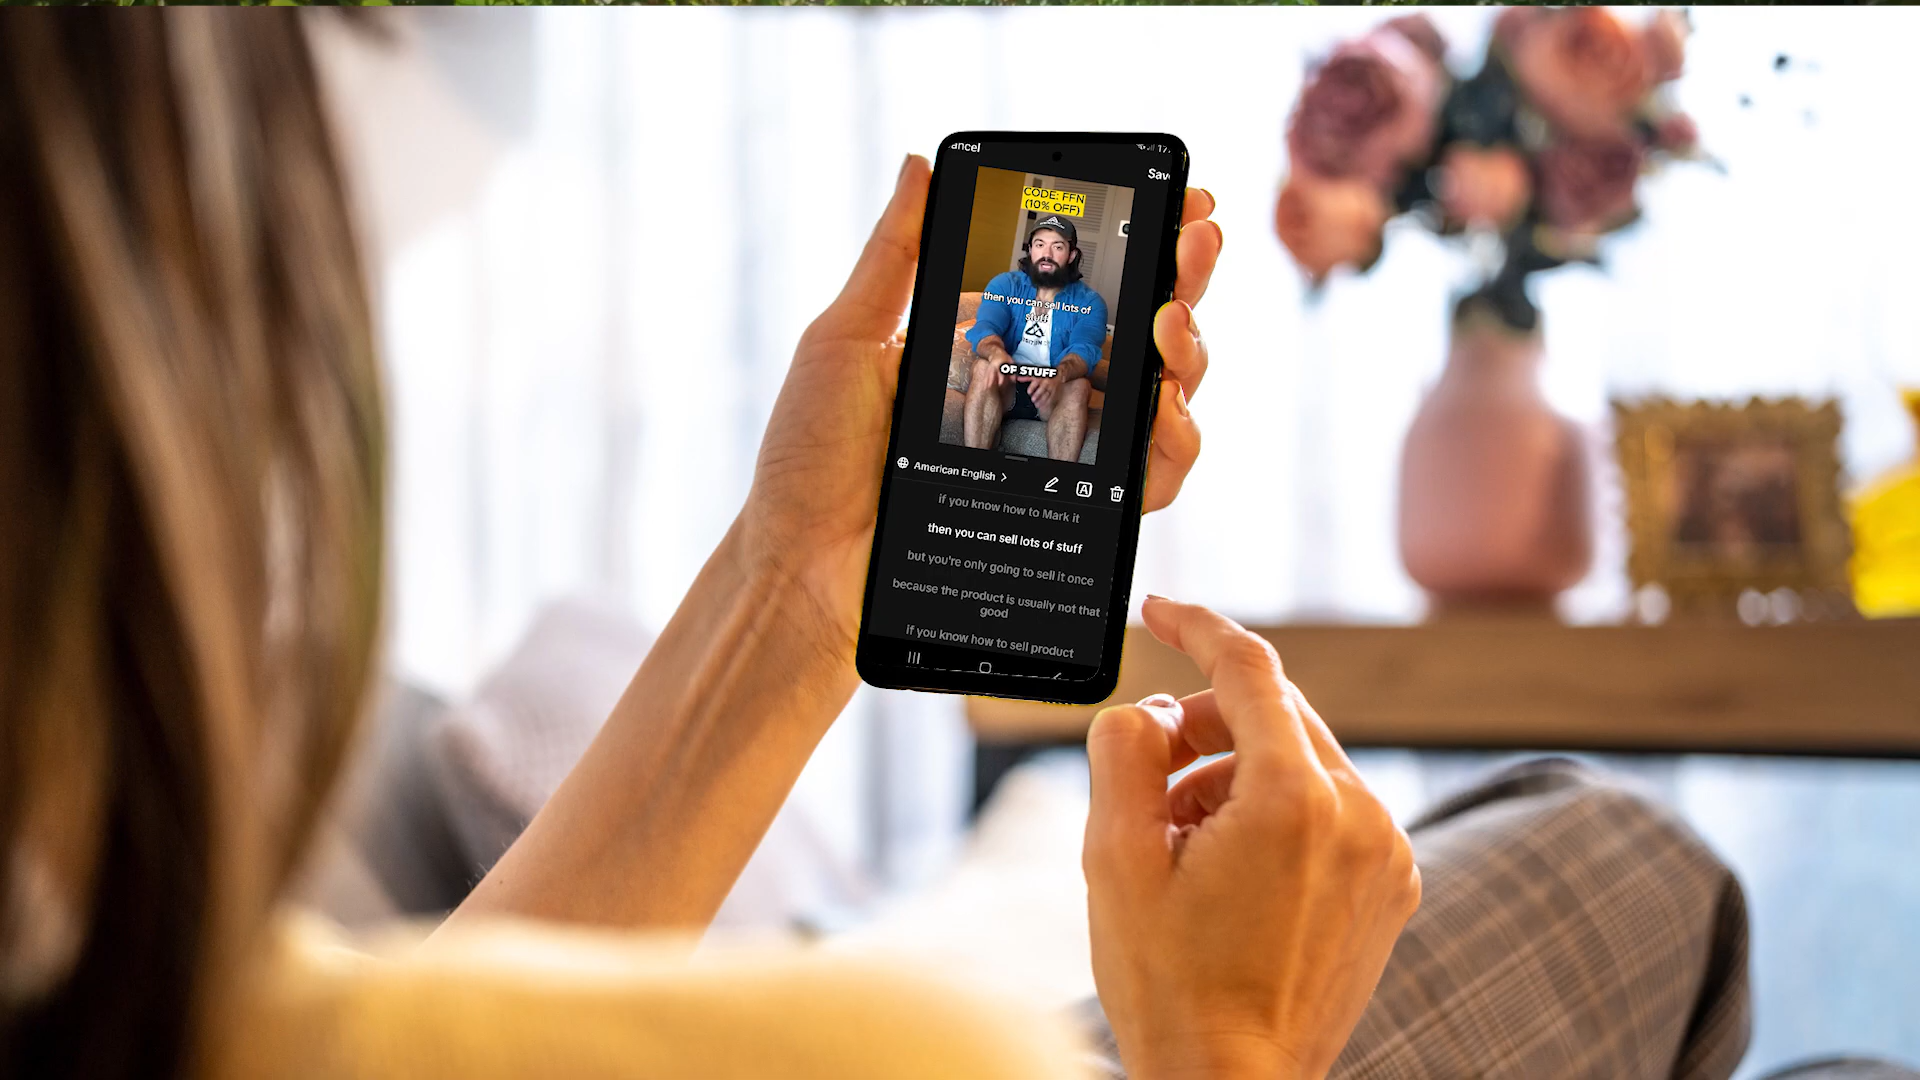 ancel
17
Sav
CODE: FFN
(10% OFF)
then you can sell lots of
stuff
OF STUFF
American English
A
if you know how to Mark it
then you can sell lots of stuff
but you're only going to sell it once
because the product is usually not that
good
if you know how to sell product